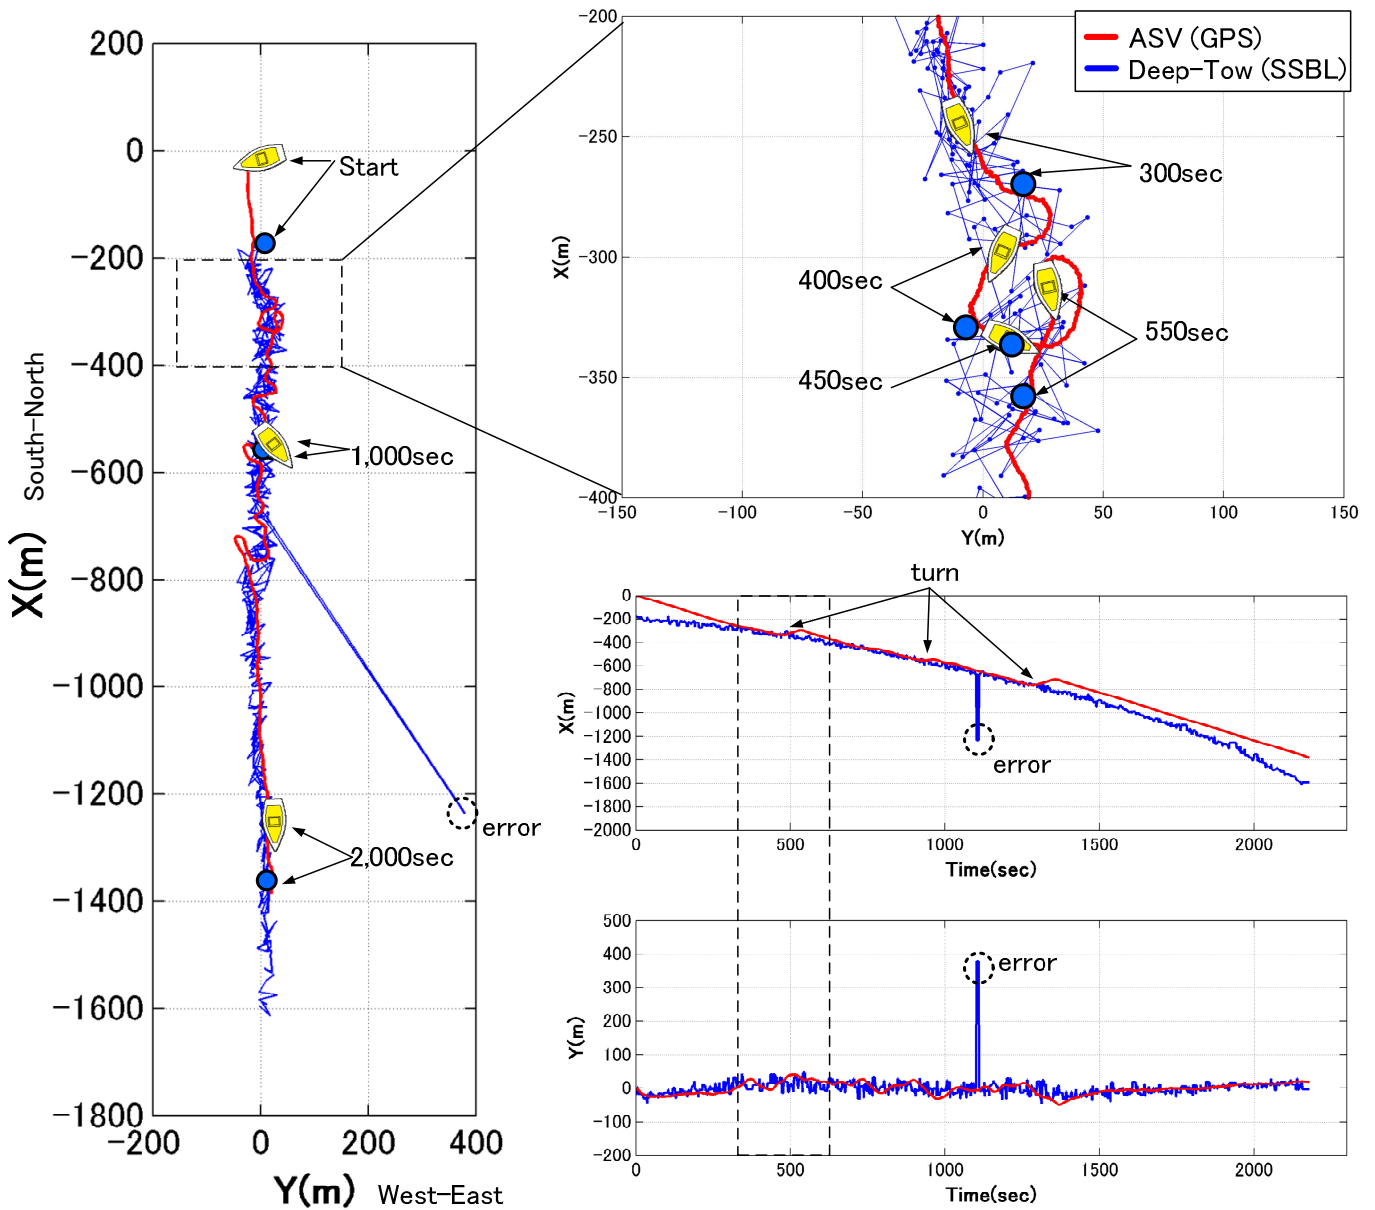 200
0
-200
-400
-600
-800
-1000
-1200
-1400
-1600
-1800
-200
0
200
400
X(m) South-North
Y(m) West-East
Start
1,000sec
error
2,000sec
-200
-250
-300
-350
-400
-150
-100
-50
0
50
100
150
X(m)
Y(m)
ASV (GPS)
Deep-Tow (SSBL)
300sec
400sec
450sec
550sec
turn
0
-200
-400
-600
-800
-1000
-1200
-1400
-1600
-1800
-2000
0
500
1000
1500
2000
X(m)
Time(sec)
error
500
400
300
200
100
0
-100
-200
0
500
1000
1500
2000
Y(m)
Time(sec)
error